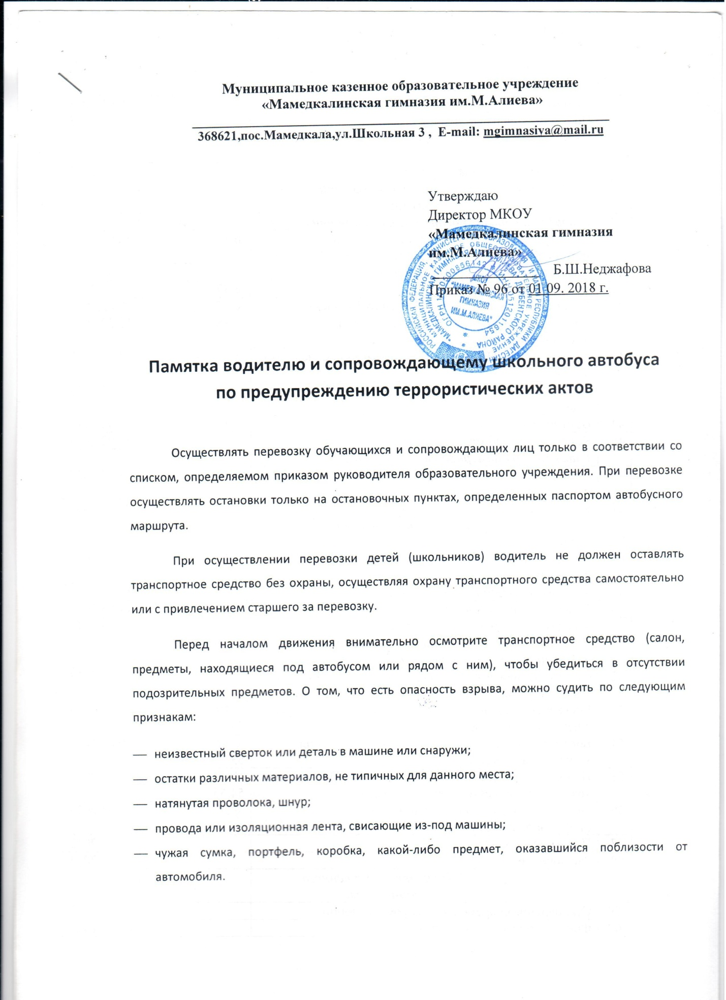 Муниципальное казенное образовательное учреждение
«Мамедкалинская гимназия им.М.Алиева»
368621,пос.Мамедкала,ул.Школьная 3 , E-mail: mgimnasiya@mail.ru
Утверждаю
Директор МКОУ
«Мамедкалинская гимназия
им.М.Алиева»
Б.Ш.Неджафова
Приказ № 96 от 01 09. 2018 г.
МКОУ
"МАМЕДКАЛИНСКАЯ
ГИМНАЗИЯ
ИМ.М.АЛИЕВА"
Памятка водителю и сопровождающему школьного автобуса
по предупреждению террористических актов
Осуществлять перевозку обучающихся и сопровождающих лиц только в соответствии со
списком, определяемом приказом руководителя образовательного учреждения. При перевозке
осуществлять остановки только на остановочных пунктах, определенных паспортом автобусного
маршрута.
При осуществлении перевозки детей (школьников) водитель не должен оставлять
транспортное средство без охраны, осуществляя охрану транспортного средства самостоятельно
или с привлечением старшего за перевозку.
Перед началом движения внимательно осмотрите транспортное средство (салон,
предметы, находящиеся под автобусом или рядом с ним), чтобы убедиться в отсутствии
подозрительных предметов. О том, что есть опасность взрыва, можно судить по следующим
признакам:
— неизвестный сверток или деталь в машине или снаружи;
— остатки различных материалов, не типичных для данного места;
— натянутая проволока, шнур;
— провода или изоляционная лента, свисающие из-под машины;
— чужая сумка, портфель, коробка, какой-либо предмет, оказавшийся поблизости от
автомобиля.